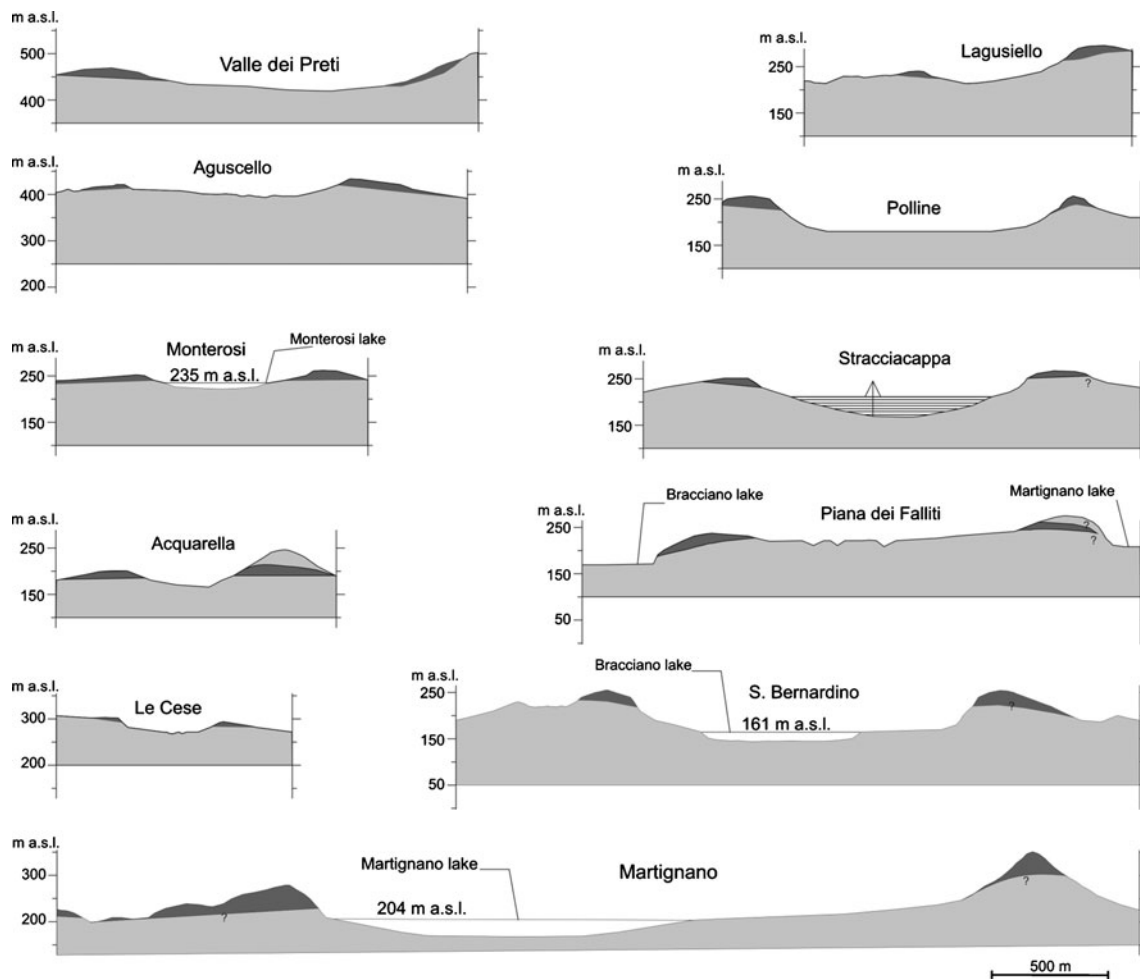 m a.s.l.
500
400
Valle dei Preti
m a.s.l.
250
150
Lagusiello
m a.s.l.
400
300
200
Aguscello
m a.s.l.
250
150
Polline
m a.s.l.
250
150
Monterosi
235 m a.s.l.
Monterosi lake
m a.s.l.
250
150
Stracciacappa
?
m a.s.l.
250
150
Acquarella
m a.s.l.
250
150
50
Bracciano lake
Piana dei Falliti
Martignano lake
?
?
m a.s.l.
300
200
Le Cese
m a.s.l.
250
150
50
Bracciano lake
S. Bernardino
161 m a.s.l.
?
m a.s.l.
300
200
Martignano lake
Martignano
204 m a.s.l.
?
?
500 m